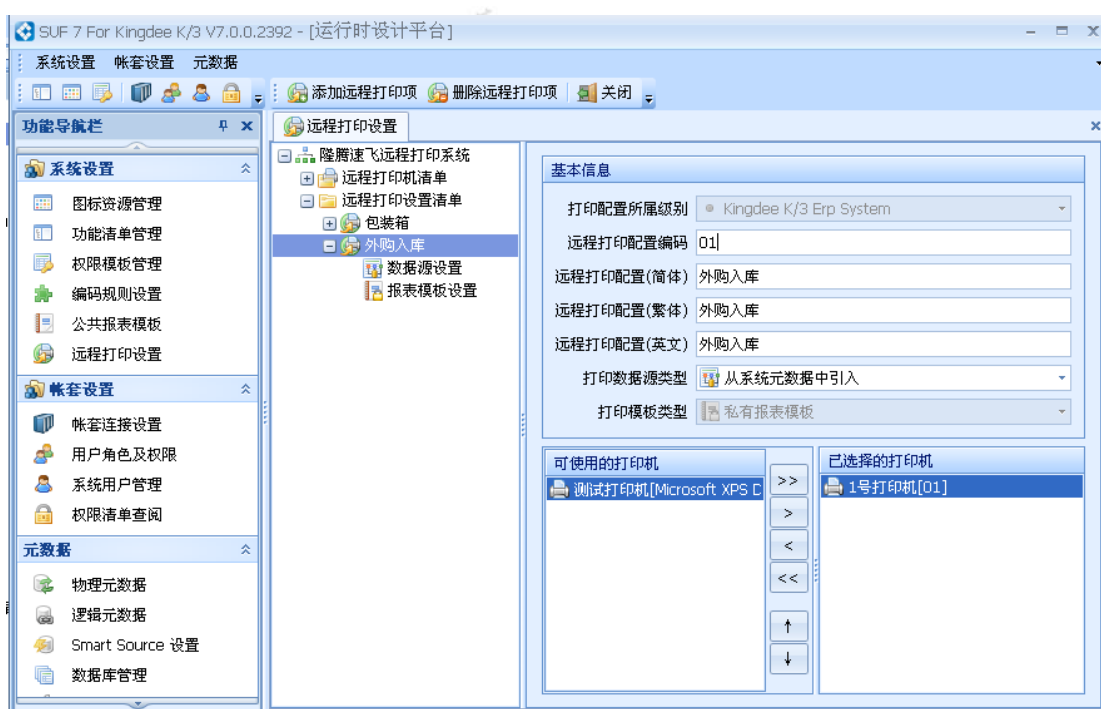 SUF 7 For Kingdee K/3 V7.0.0.2392 - [运行时设计平台]
系统设置 帐套设置 元数据
添加远程打印项 删除远程打印项 关闭
功能导航栏
系统设置
图标资源管理
功能清单管理
权限模板管理
编码规则设置
公共报表模板
远程打印设置
帐套设置
帐套连接设置
用户角色及权限
系统用户管理
权限清单查阅
元数据
物理元数据
逻辑元数据
Smart Source 设置
数据库管理
远程打印设置
隆腾速飞远程打印系统
远程打印机清单
远程打印设置清单
包装箱
外购入库
数据源设置
报表模板设置
基本信息
打印配置所属级别 Kingdee K/3 Erp System
远程打印配置编码 01
远程打印配置(简体) 外购入库
远程打印配置(繁体) 外购入库
远程打印配置(英文) 外购入库
打印数据源类型 从系统元数据中引入
打印模板类型 私有报表模板
可使用的打印机
测试打印机[Microsoft XPS D
>>
>
<
<<
↑
↓
已选择的打印机
1号打印机[01]